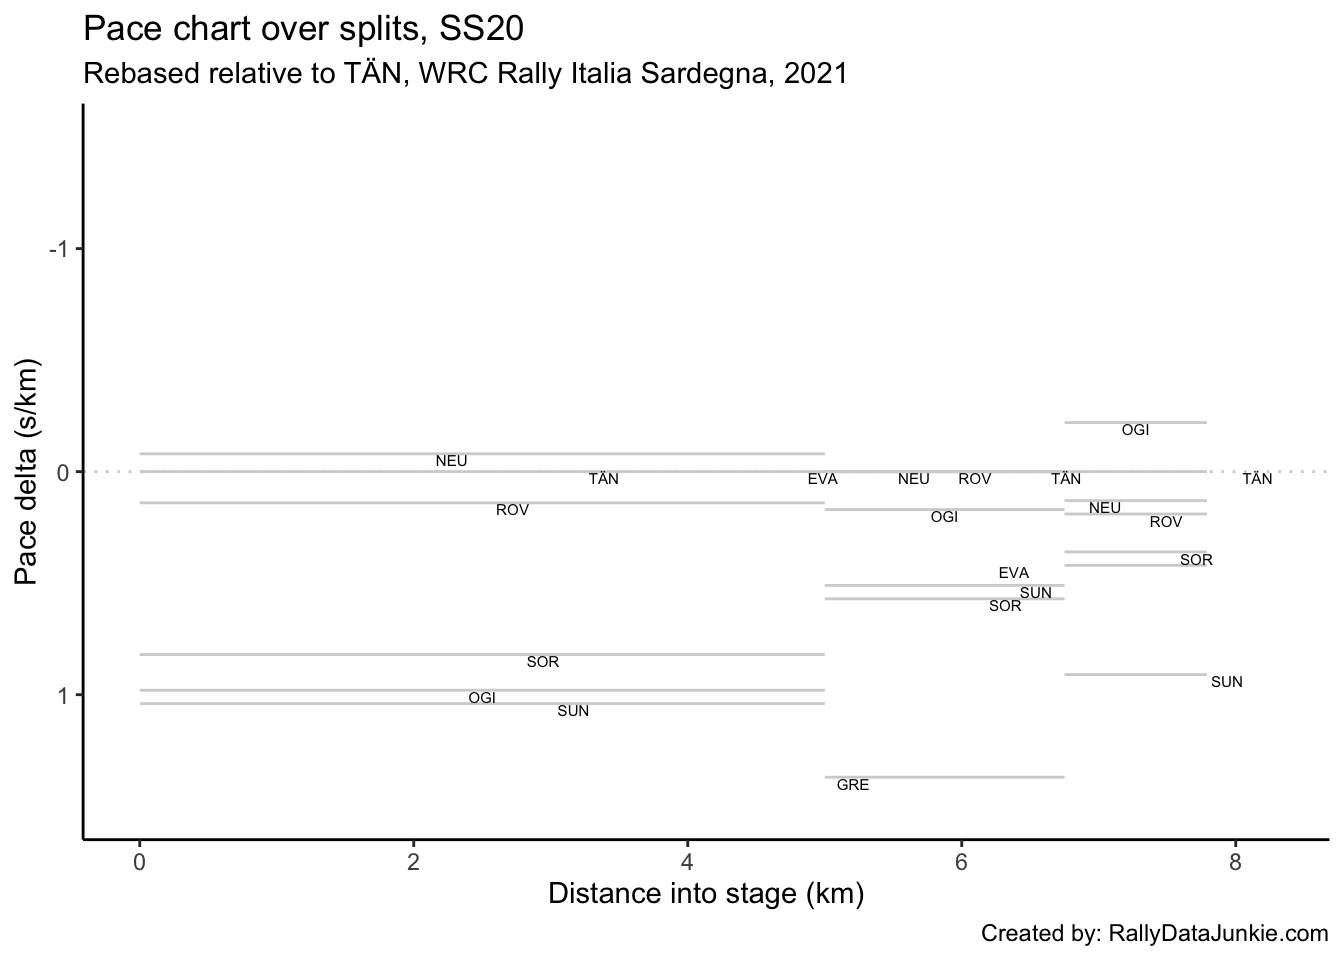 Pace chart over splits, SS20
Rebased relative to TÄN, WRC Rally Italia Sardegna, 2021
Pace delta (s/km)
-1
0
1
OGI
NEU
TÄN EVA NEU ROV TÄN TÄN
ROV
OGI
NEU
ROV
SOR
EVA
SUN
SOR
SOR
OGI
SUN
SUN
GRE
0 2 4 6 8
Distance into stage (km)
Created by: RallyDataJunkie.com